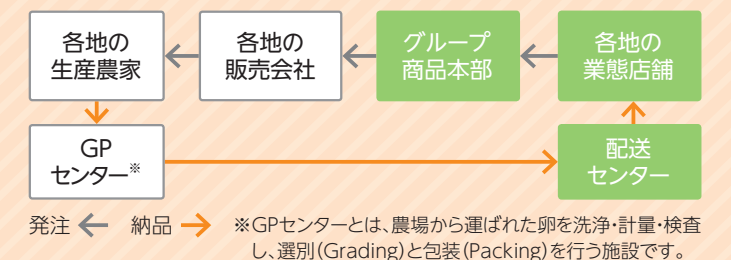 各地の
生産農家
各地の
販売会社
グループ
商品本部
各地の
業態店舗
GP
センター※
配送
センター
発注
納品
※GPセンターとは、農場から運ばれた卵を洗浄・計量・検査
し、選別(Grading)と包装(Packing)を行う施設です。